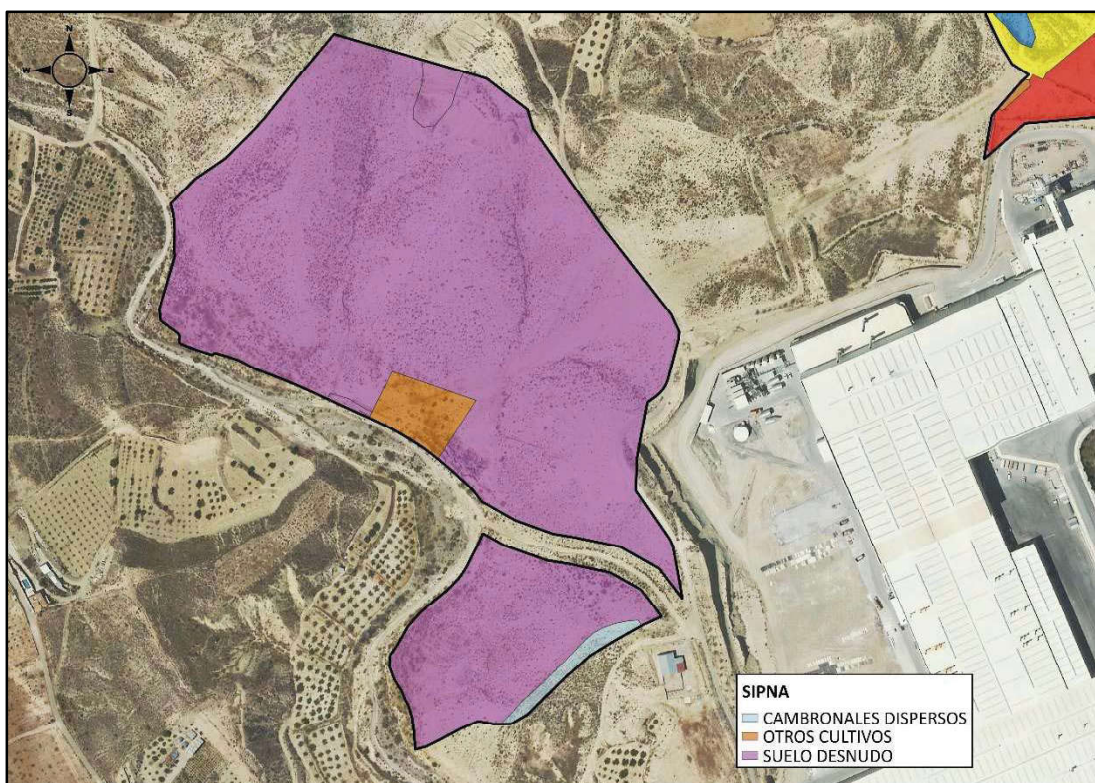 N
W E
S
SIPNA
CAMBRONALES DISPERSOS
OTROS CULTIVOS
SUELO DESNUDO